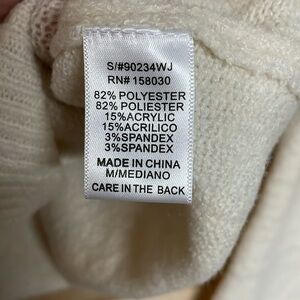 S/#90234WJ
RN# 158030
82% POLYESTER
82% POLIESTER
15%ACRYLIC
15%ACRILICO
3%SPANDEX
3%SPANDEX
MADE IN CHINA
M/MEDIANO
CARE IN THE BACK